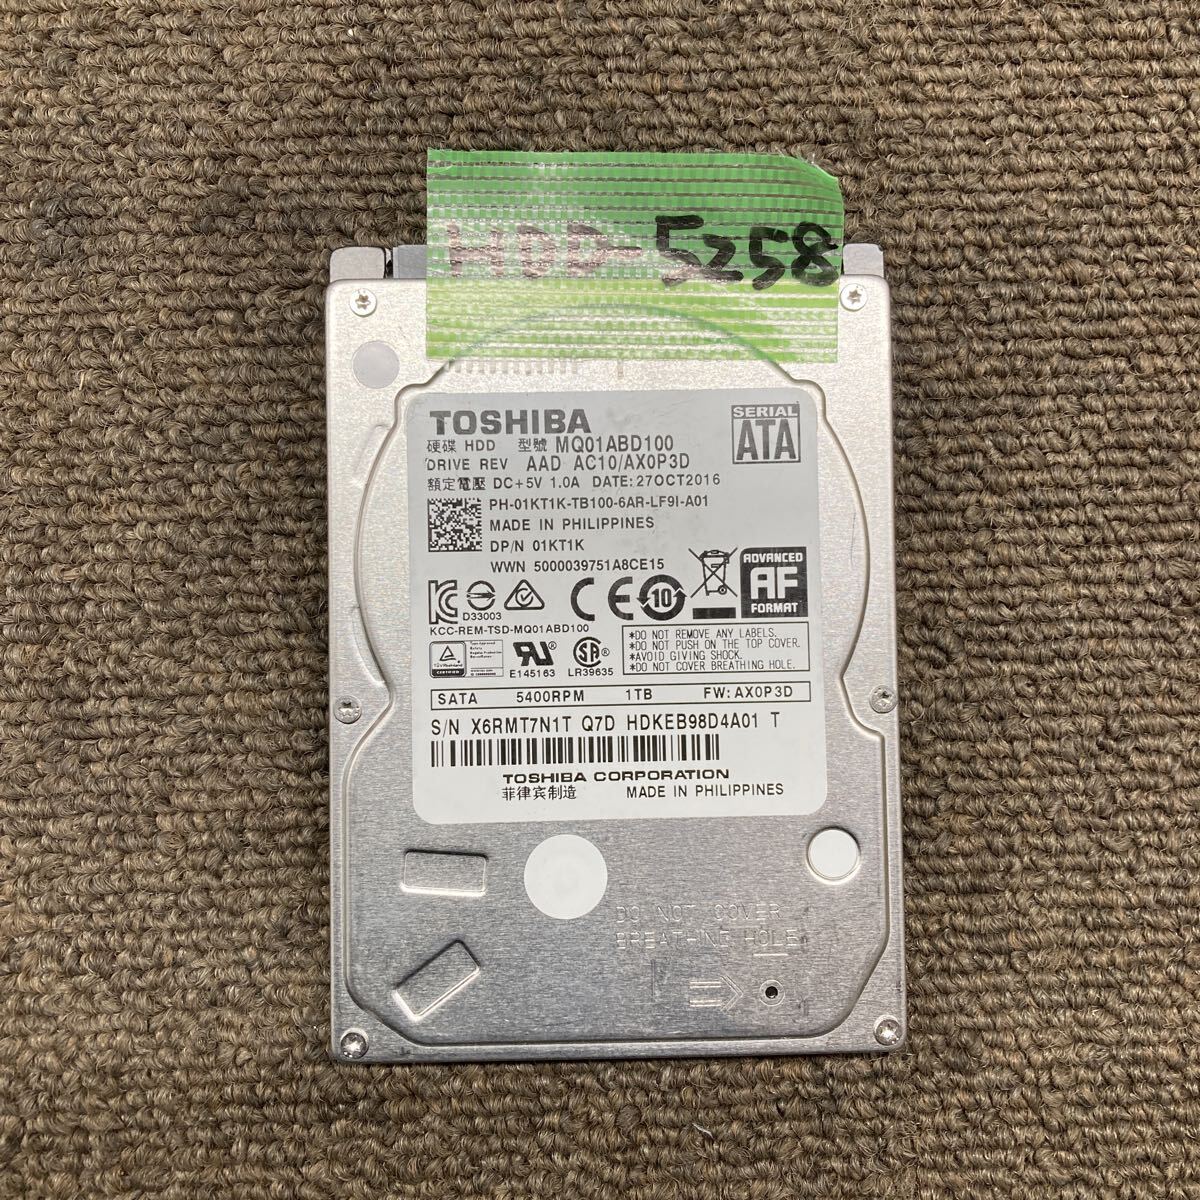 HDD-5258
TOSHIBA
SERIAL
ATA
硬碟 HDD 型號 MQ01ABD100
DRIVE REV AAD AC10/AX0P3D
額定電壓 DC+5V 1.0A DATE:27OCT2016
PH-01KT1K-TB100-6AR-LF9I-A01
MADE IN PHILIPPINES
DP/N 01KT1K
WWN 5000039751A8CE15
ADVANCED
AF
FORMAT
10
D33003
KCC-REM-TSD-MQ01ABD100
*DO NOT REMOVE ANY LABELS.
*DO NOT PUSH ON THE TOP COVER.
*AVOID GIVING SHOCK.
*DO NOT COVER BREATHING HOLE.
E145163 LR39635
SATA 5400RPM 1TB FW: AX0P3D
S/N X6RMT7N1T Q7D HDKEB98D4A01 T
TOSHIBA CORPORATION
菲律宾制造 MADE IN PHILIPPINES
DO NOT COVER
BREATHING HOLE